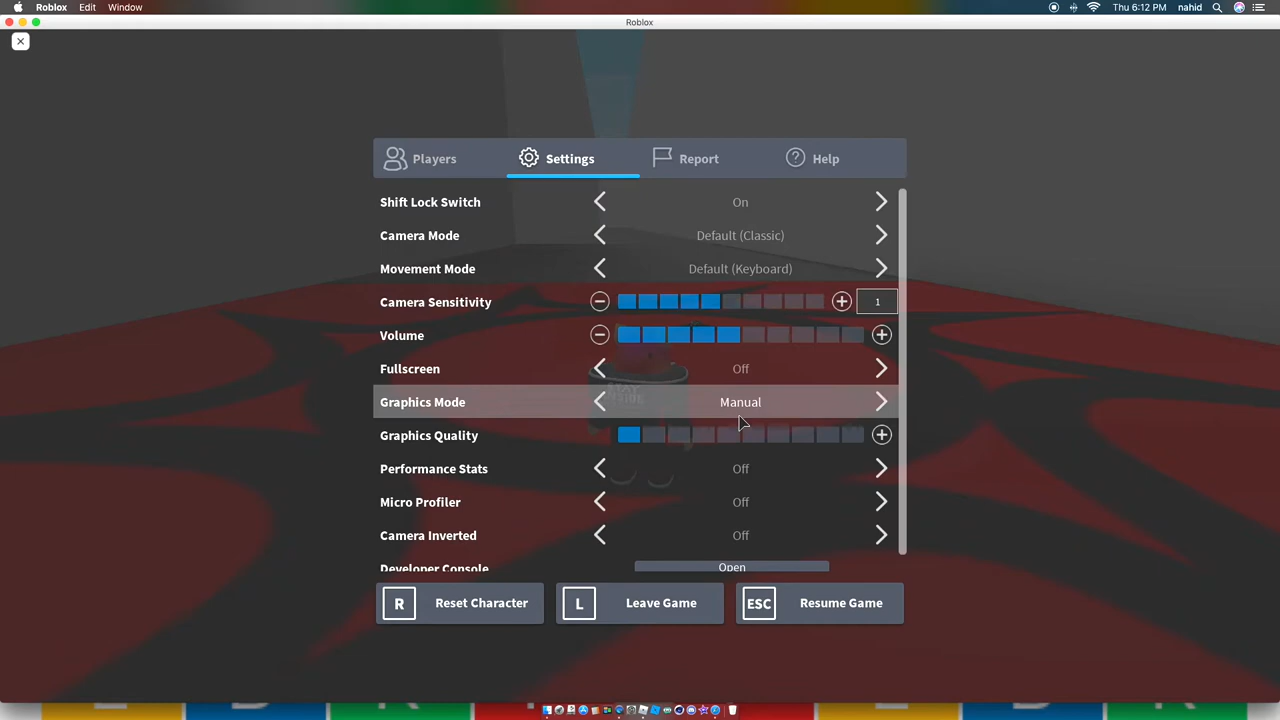 Roblox Edit Window Thu 6:12 PM nahid
Roblox
Players Settings Report Help
Shift Lock Switch On
Camera Mode Default (Classic)
Movement Mode Default (Keyboard)
Camera Sensitivity 1
Volume
Fullscreen Off
Graphics Mode Manual
Graphics Quality
Performance Stats Off
Micro Profiler Off
Camera Inverted Off
Developer Console Open
R Reset Character L Leave Game ESC Resume Game